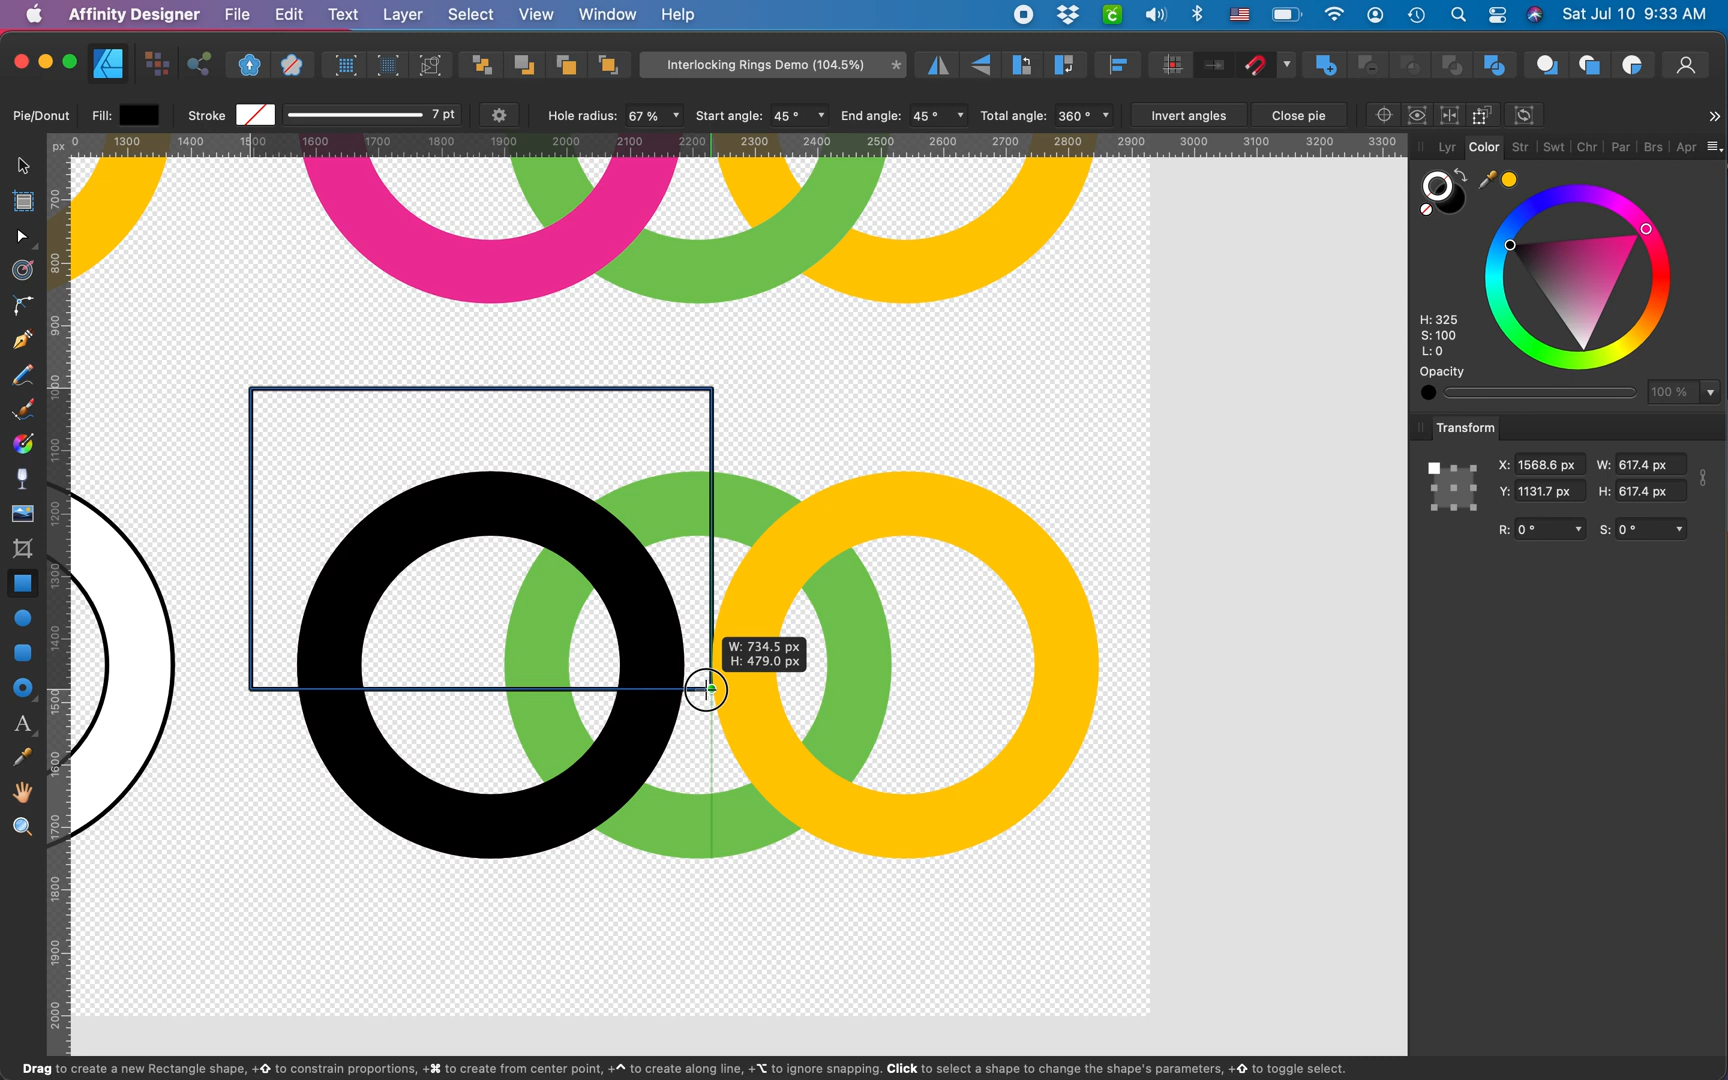 Affinity Designer File Edit Text Layer Select View Window Help Sat Jul 10 9:33 AM
Interlocking Rings Demo (104.5%) *
Pie/Donut Fill: Stroke 7 pt Hole radius: 67 % Start angle: 45 ° End angle: 45 ° Total angle: 360 ° Invert angles Close pie
px 0 1300 1400 1500 1600 1700 1800 1900 2000 2100 2200 2300 2400 2500 2600 2700 2800 2900 3000 3100 3200 3300
Lyr Color Str Swt Chr Par Brs Apr
700
800
900
1000
1100
1200
1300
1400
1500
1600
1700
1800
1900
2000
H: 325
S: 100
L: 0
Opacity
100 %
Transform
X: 1568.6 px W: 617.4 px
Y: 1131.7 px H: 617.4 px
R: 0 ° S: 0 °
W: 734.5 px
H: 479.0 px
A
Drag to create a new Rectangle shape, +⇧ to constrain proportions, +⌘ to create from center point, +^ to create along line, +⌥ to ignore snapping. Click to select a shape to change the shape's parameters, +⇧ to toggle select.